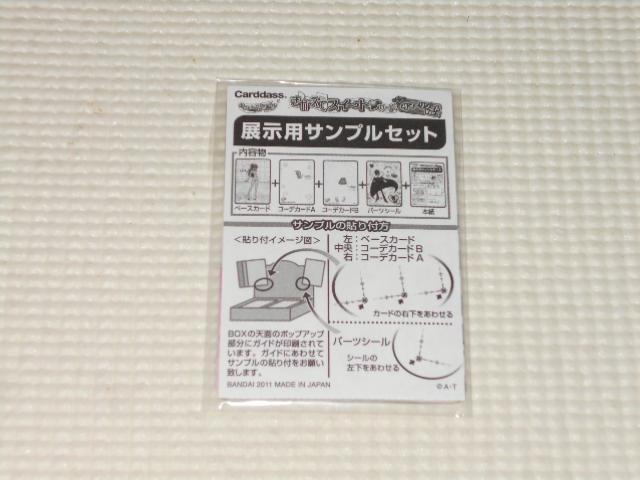 Carddass.
展示用サンプルセット
内容物
ベースカード
コーデカードA
コーデカードB
パーツシール
本紙
サンプルの貼り付方
<貼り付イメージ図>
左：ベースカード
中央：コーデカードB
右：コーデカードA
カードの右下をあわせる
BOXの天面のポップアップ
部分にガイドが印刷されて
います。ガイドにあわせて
サンプルの貼り付をお願い
致します。
パーツシール
シールの
左下をあわせる
BANDAI 2011 MADE IN JAPAN
©A・T